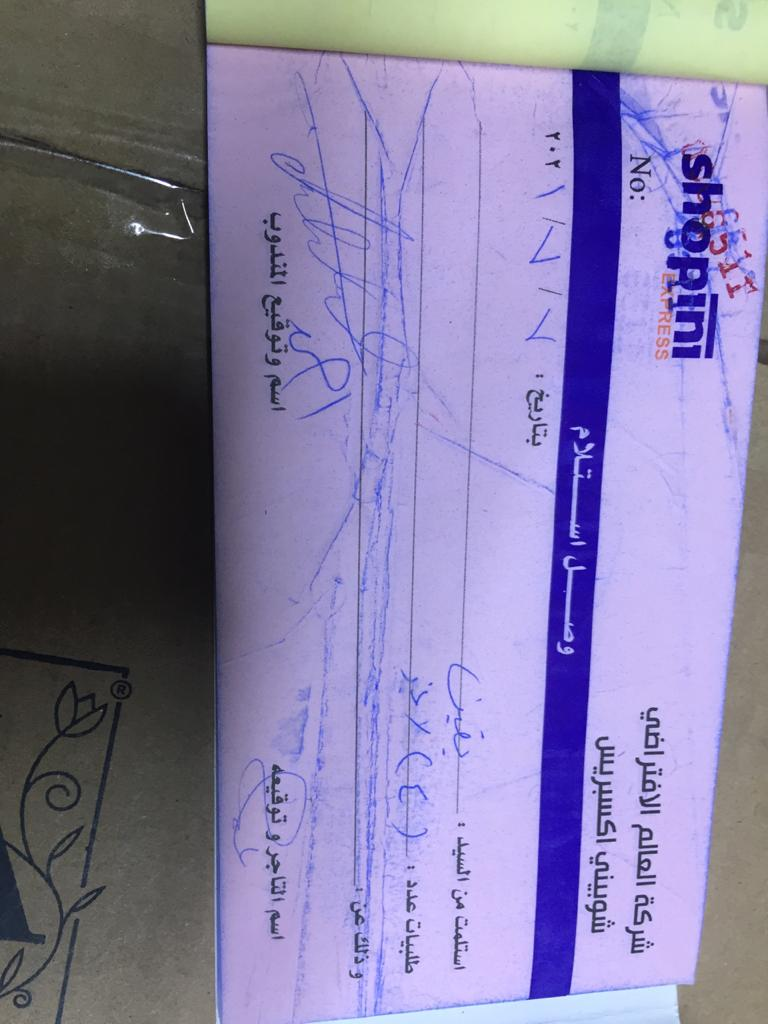 شركة العالم الافتراضي
شوبيني اكسبريس
shopini
EXPRESS
No:
وصل استلام
بتاريخ : ٧ / ٧ / ٢٠٢١
استلمت من السيد :
طلبيات عدد : (٤)
و ذلك عن :
اسم التاجر و توقيعه
اسم وتوقيع المندوب
®